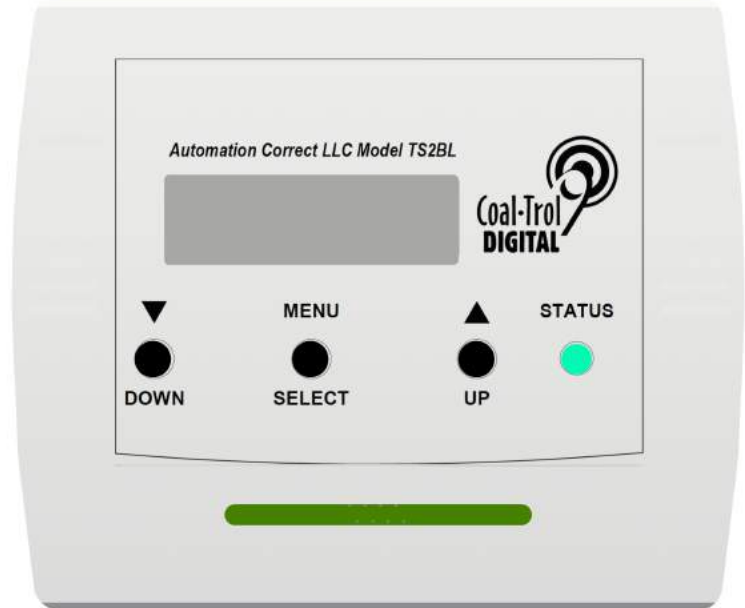 Automation Correct LLC Model TS2BL
Coal·Trol
DIGITAL
MENU
STATUS
DOWN
SELECT
UP